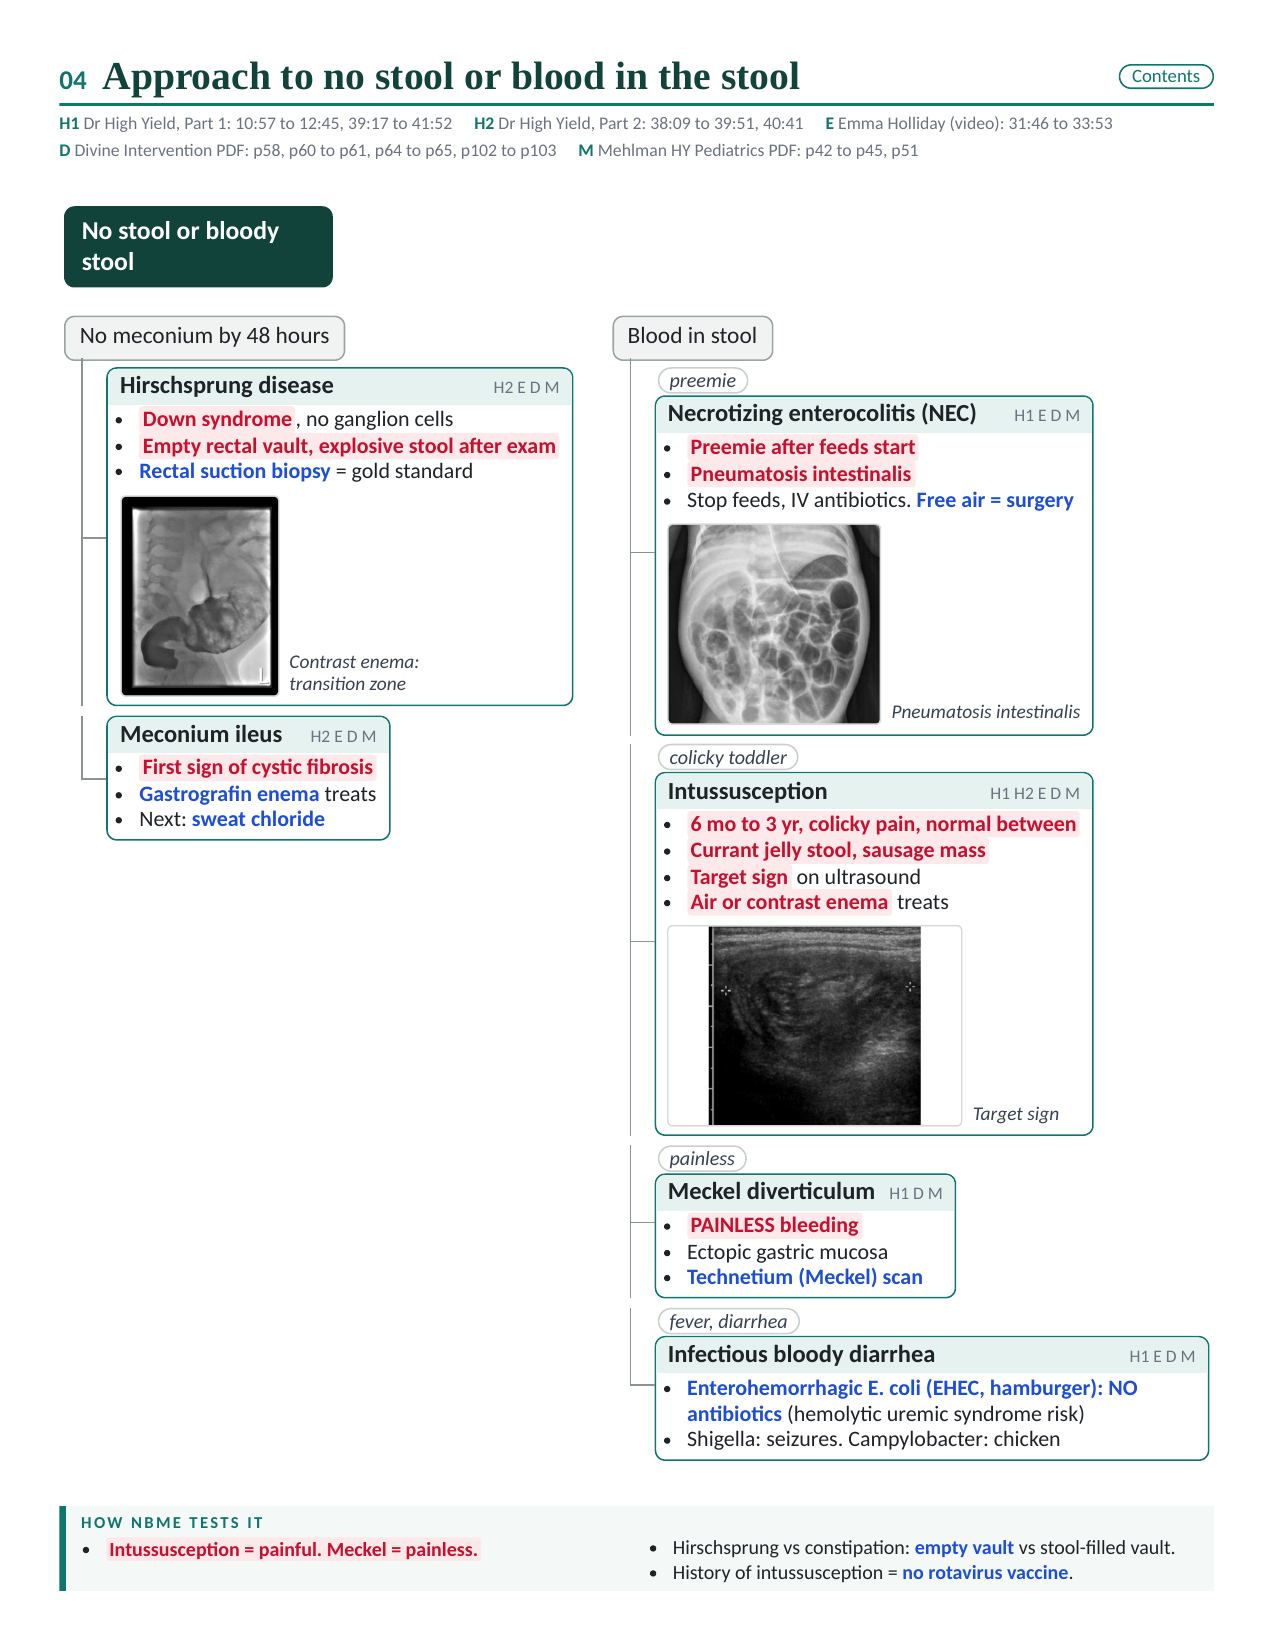 04 Approach to no stool or blood in the stool
Contents
H1 Dr High Yield, Part 1: 10:57 to 12:45, 39:17 to 41:52 H2 Dr High Yield, Part 2: 38:09 to 39:51, 40:41 E Emma Holliday (video): 31:46 to 33:53
D Divine Intervention PDF: p58, p60 to p61, p64 to p65, p102 to p103 M Mehlman HY Pediatrics PDF: p42 to p45, p51
No stool or bloody
stool
No meconium by 48 hours
Hirschsprung disease H2 E D M
• Down syndrome, no ganglion cells
• Empty rectal vault, explosive stool after exam
• Rectal suction biopsy = gold standard
L
Contrast enema:
transition zone
Meconium ileus H2 E D M
• First sign of cystic fibrosis
• Gastrografin enema treats
• Next: sweat chloride
Blood in stool
preemie
Necrotizing enterocolitis (NEC) H1 E D M
• Preemie after feeds start
• Pneumatosis intestinalis
• Stop feeds, IV antibiotics. Free air = surgery
Pneumatosis intestinalis
colicky toddler
Intussusception H1 H2 E D M
• 6 mo to 3 yr, colicky pain, normal between
• Currant jelly stool, sausage mass
• Target sign on ultrasound
• Air or contrast enema treats
Target sign
painless
Meckel diverticulum H1 D M
• PAINLESS bleeding
• Ectopic gastric mucosa
• Technetium (Meckel) scan
fever, diarrhea
Infectious bloody diarrhea H1 E D M
• Enterohemorrhagic E. coli (EHEC, hamburger): NO
antibiotics (hemolytic uremic syndrome risk)
• Shigella: seizures. Campylobacter: chicken
HOW NBME TESTS IT
• Intussusception = painful. Meckel = painless.
• Hirschsprung vs constipation: empty vault vs stool-filled vault.
• History of intussusception = no rotavirus vaccine.